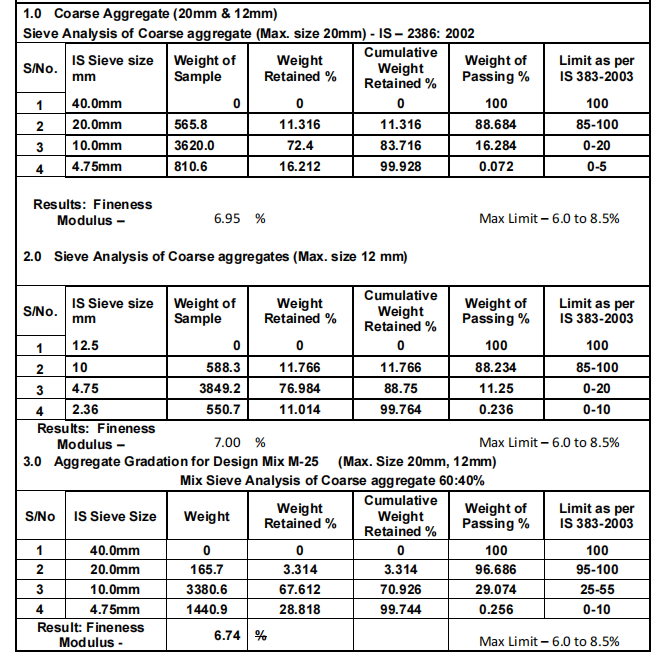 1.0 Coarse Aggregate (20mm & 12mm)
Sieve Analysis of Coarse aggregate (Max. size 20mm) - IS – 2386: 2002
S/No. IS Sieve size mm Weight of Sample Weight Retained % Cumulative Weight Retained % Weight of Passing % Limit as per IS 383-2003
1 40.0mm 0 0 0 100 100
2 20.0mm 565.8 11.316 11.316 88.684 85-100
3 10.0mm 3620.0 72.4 83.716 16.284 0-20
4 4.75mm 810.6 16.212 99.928 0.072 0-5
Results: Fineness Modulus – 6.95 % Max Limit – 6.0 to 8.5%
2.0 Sieve Analysis of Coarse aggregates (Max. size 12 mm)
S/No. IS Sieve size mm Weight of Sample Weight Retained % Cumulative Weight Retained % Weight of Passing % Limit as per IS 383-2003
1 12.5 0 0 0 100 100
2 10 588.3 11.766 11.766 88.234 85-100
3 4.75 3849.2 76.984 88.75 11.25 0-20
4 2.36 550.7 11.014 99.764 0.236 0-10
Results: Fineness Modulus – 7.00 % Max Limit – 6.0 to 8.5%
3.0 Aggregate Gradation for Design Mix M-25 (Max. Size 20mm, 12mm)
Mix Sieve Analysis of Coarse aggregate 60:40%
S/No IS Sieve Size Weight Weight Retained % Cumulative Weight Retained % Weight of Passing % Limit as per IS 383-2003
1 40.0mm 0 0 0 100 100
2 20.0mm 165.7 3.314 3.314 96.686 95-100
3 10.0mm 3380.6 67.612 70.926 29.074 25-55
4 4.75mm 1440.9 28.818 99.744 0.256 0-10
Result: Fineness Modulus - 6.74 % Max Limit – 6.0 to 8.5%